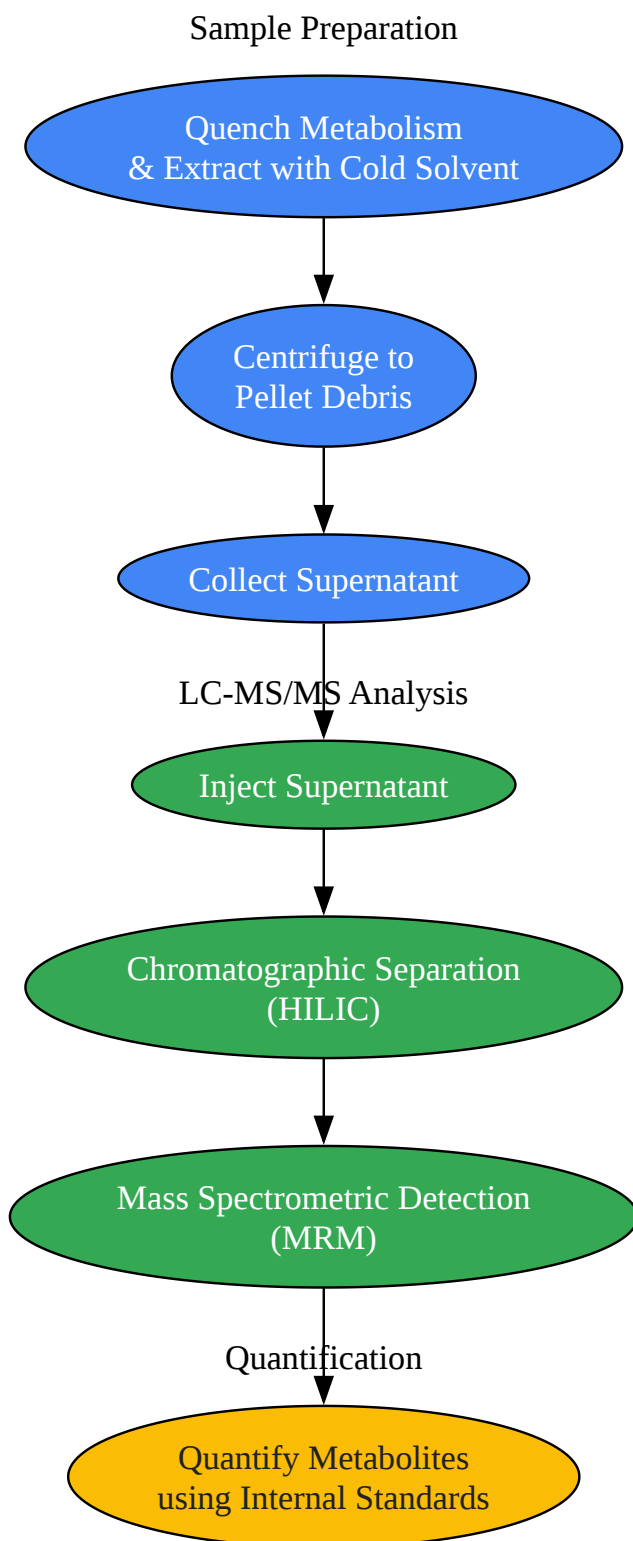 Sample Preparation
Quench Metabolism
& Extract with Cold Solvent
Centrifuge to
Pellet Debris
Collect Supernatant
LC-MS/MS Analysis
Inject Supernatant
Chromatographic Separation
(HILIC)
Mass Spectrometric Detection
(MRM)
Quantification
Quantify Metabolites
using Internal Standards